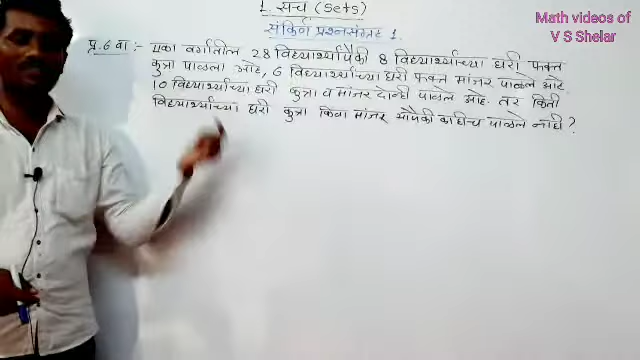 1. संच (Sets)
Math videos of
V S Shelar
संकिर्ण प्रश्नसंग्रह 1.
प्र. 6 वा :- एका वर्गातील 28 विद्यार्थ्यांपैकी 8 विद्यार्थ्यांच्या घरी फक्त
कुत्रा पाळला आहे, 6 विद्यार्थ्यांच्या घरी फक्त मांजर पाळले आहे.
10 विद्यार्थ्यांच्या घरी कुत्रा व मांजर दोन्ही पाळले आहे. तर किती
विद्यार्थ्यांच्या घरी कुत्रा किंवा मांजर यांपैकी काहीच पाळले नाही ?